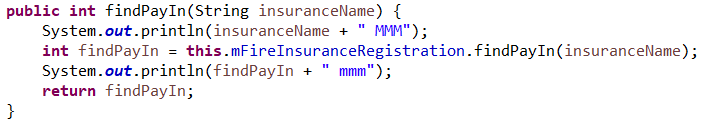 public int findPayIn(String insuranceName) {
    System.out.println(insuranceName + " MMM");
    int findPayIn = this.mFireInsuranceRegistration.findPayIn(insuranceName);
    System.out.println(findPayIn + " mmm");
    return findPayIn;
}